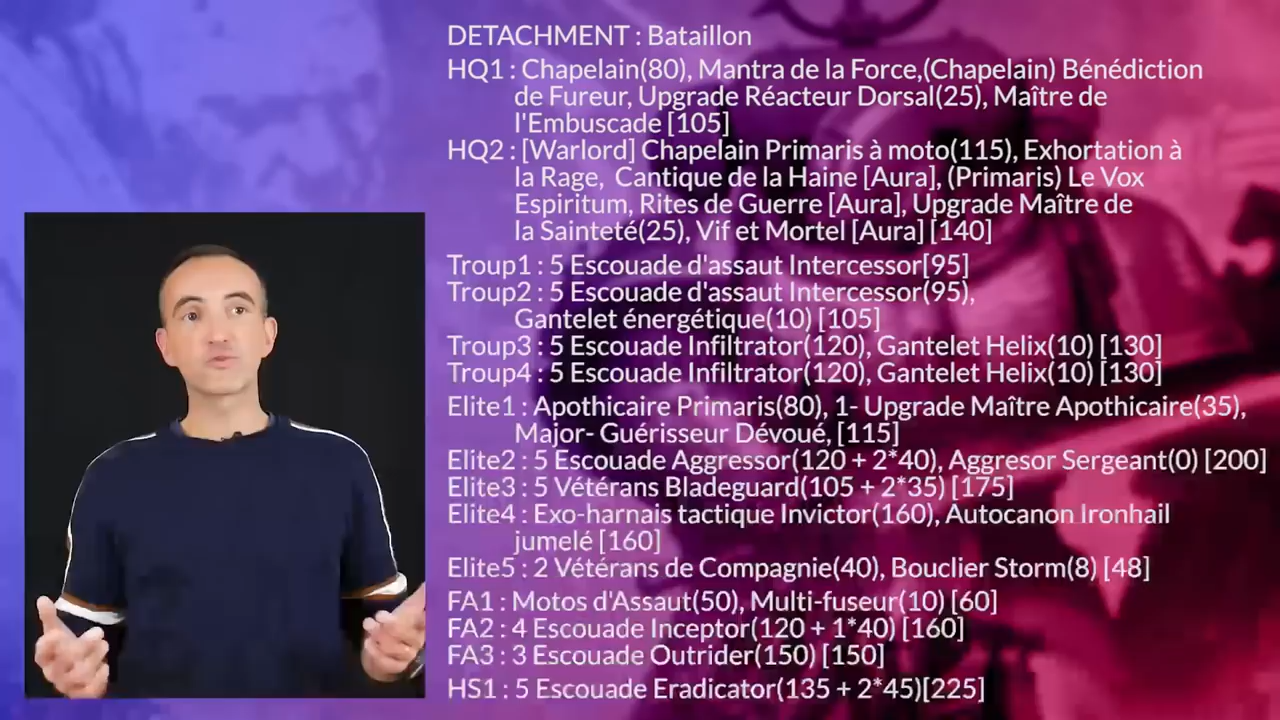 DETACHMENT : Bataillon
HQ1 : Chapelain(80), Mantra de la Force,(Chapelain) Bénédiction
de Fureur, Upgrade Réacteur Dorsal(25), Maître de
l'Embuscade [105]
HQ2 : [Warlord] Chapelain Primaris à moto(115), Exhortation à
la Rage, Cantique de la Haine [Aura], (Primaris) Le Vox
Espiritum, Rites de Guerre [Aura], Upgrade Maître de
la Sainteté(25), Vif et Mortel [Aura] [140]
Troup1 : 5 Escouade d'assaut Intercessor[95]
Troup2 : 5 Escouade d'assaut Intercessor(95),
Gantelet énergétique(10) [105]
Troup3 : 5 Escouade Infiltrator(120), Gantelet Helix(10) [130]
Troup4 : 5 Escouade Infiltrator(120), Gantelet Helix(10) [130]
Elite1 : Apothicaire Primaris(80), 1- Upgrade Maître Apothicaire(35),
Major- Guérisseur Dévoué, [115]
Elite2 : 5 Escouade Aggressor(120 + 2*40), Aggresor Sergeant(0) [200]
Elite3 : 5 Vétérans Bladeguard(105 + 2*35) [175]
Elite4 : Exo-harnais tactique Invictor(160), Autocanon Ironhail
jumelé [160]
Elite5 : 2 Vétérans de Compagnie(40), Bouclier Storm(8) [48]
FA1 : Motos d'Assaut(50), Multi-fuseur(10) [60]
FA2 : 4 Escouade Inceptor(120 + 1*40) [160]
FA3 : 3 Escouade Outrider(150) [150]
HS1 : 5 Escouade Eradicator(135 + 2*45)[225]